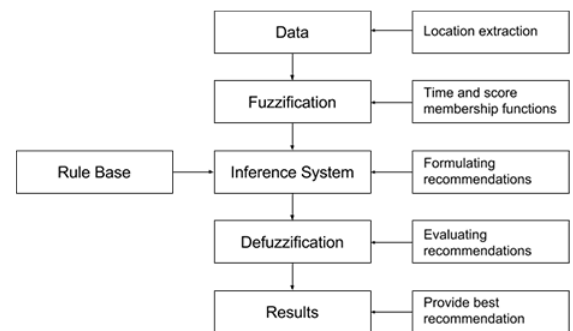 Data
Location extraction
Fuzzification
Time and score
membership functions
Rule Base
Inference System
Formulating
recommendations
Defuzzification
Evaluating
recommendations
Results
Provide best
recommendation